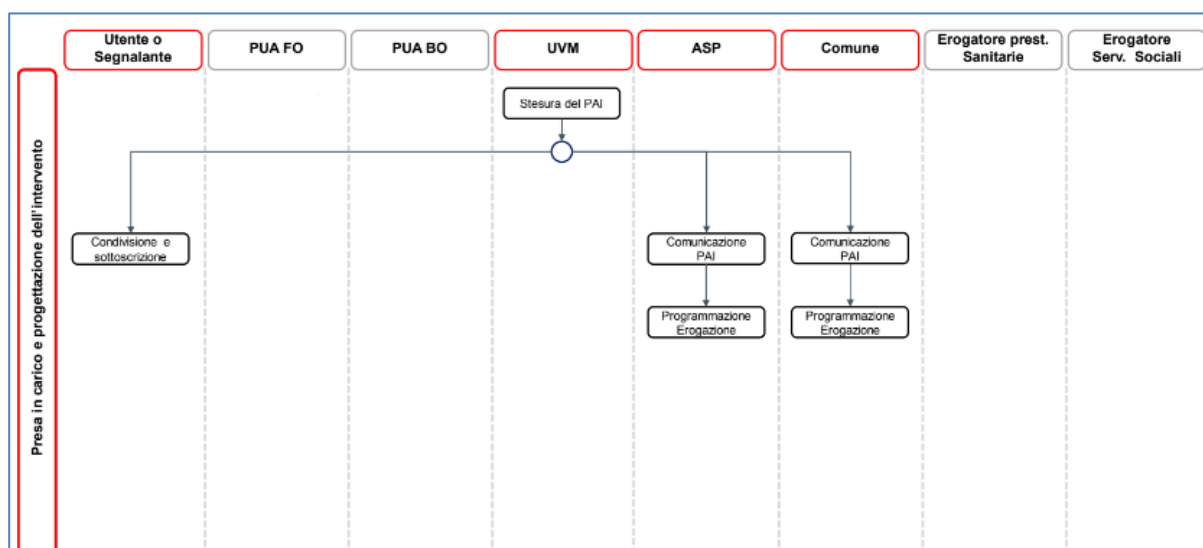 Utente o
Segnalante
PUA FO
PUA BO
UVM
ASP
Comune
Erogatore prest.
Sanitarie
Erogatore
Serv. Sociali
Presa in carico e progettazione dell'intervento
Stesura del PAI
Condivisione e
sottoscrizione
Comunicazione
PAI
Comunicazione
PAI
Programmazione
Erogazione
Programmazione
Erogazione